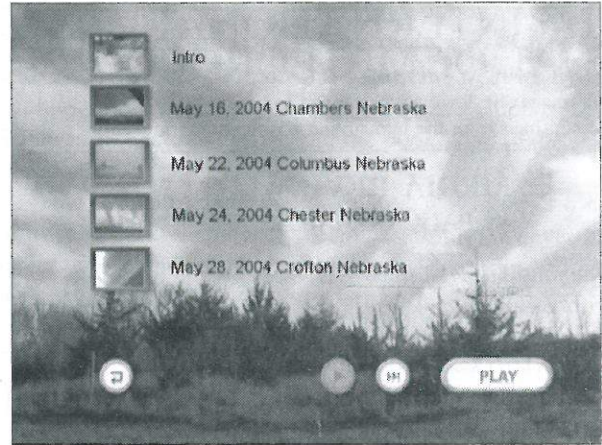 Intro
May 16, 2004 Chambers Nebraska
May 22, 2004 Columbus Nebraska
May 24, 2004 Chester Nebraska
May 28, 2004 Crofton Nebraska
PLAY